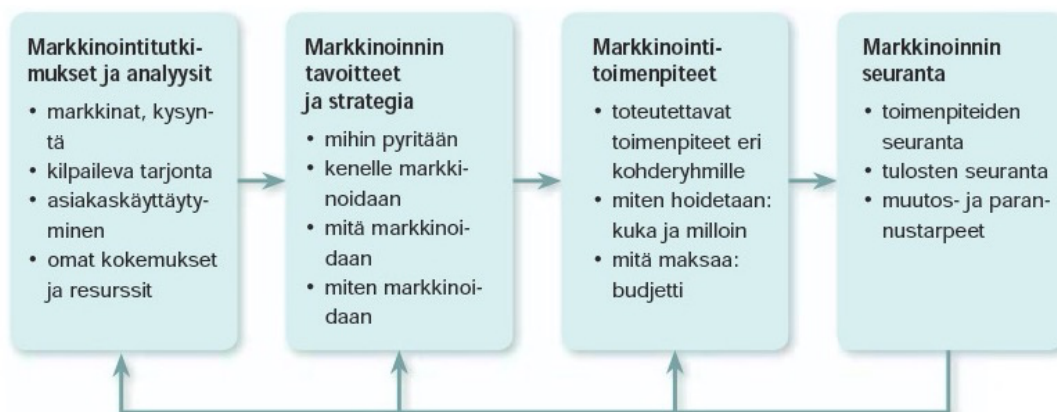 Markkinointitutki-
mukset ja analyysit
• markkinat, kysyn-
tä
• kilpaileva tarjonta
• asiakaskäyttäyty-
minen
• omat kokemukset
ja resurssit
Markkinoinnin
tavoitteet
ja strategia
• mihin pyritään
• kenelle markki-
noidaan
• mitä markkinoi-
daan
• miten markkinoi-
daan
Markkinointi-
toimenpiteet
• toteutettavat
toimenpiteet eri
kohderyhmille
• miten hoidetaan:
kuka ja milloin
• mitä maksaa:
budjetti
Markkinoinnin
seuranta
• toimenpiteiden
seuranta
• tulosten seuranta
• muutos- ja paran-
nustarpeet